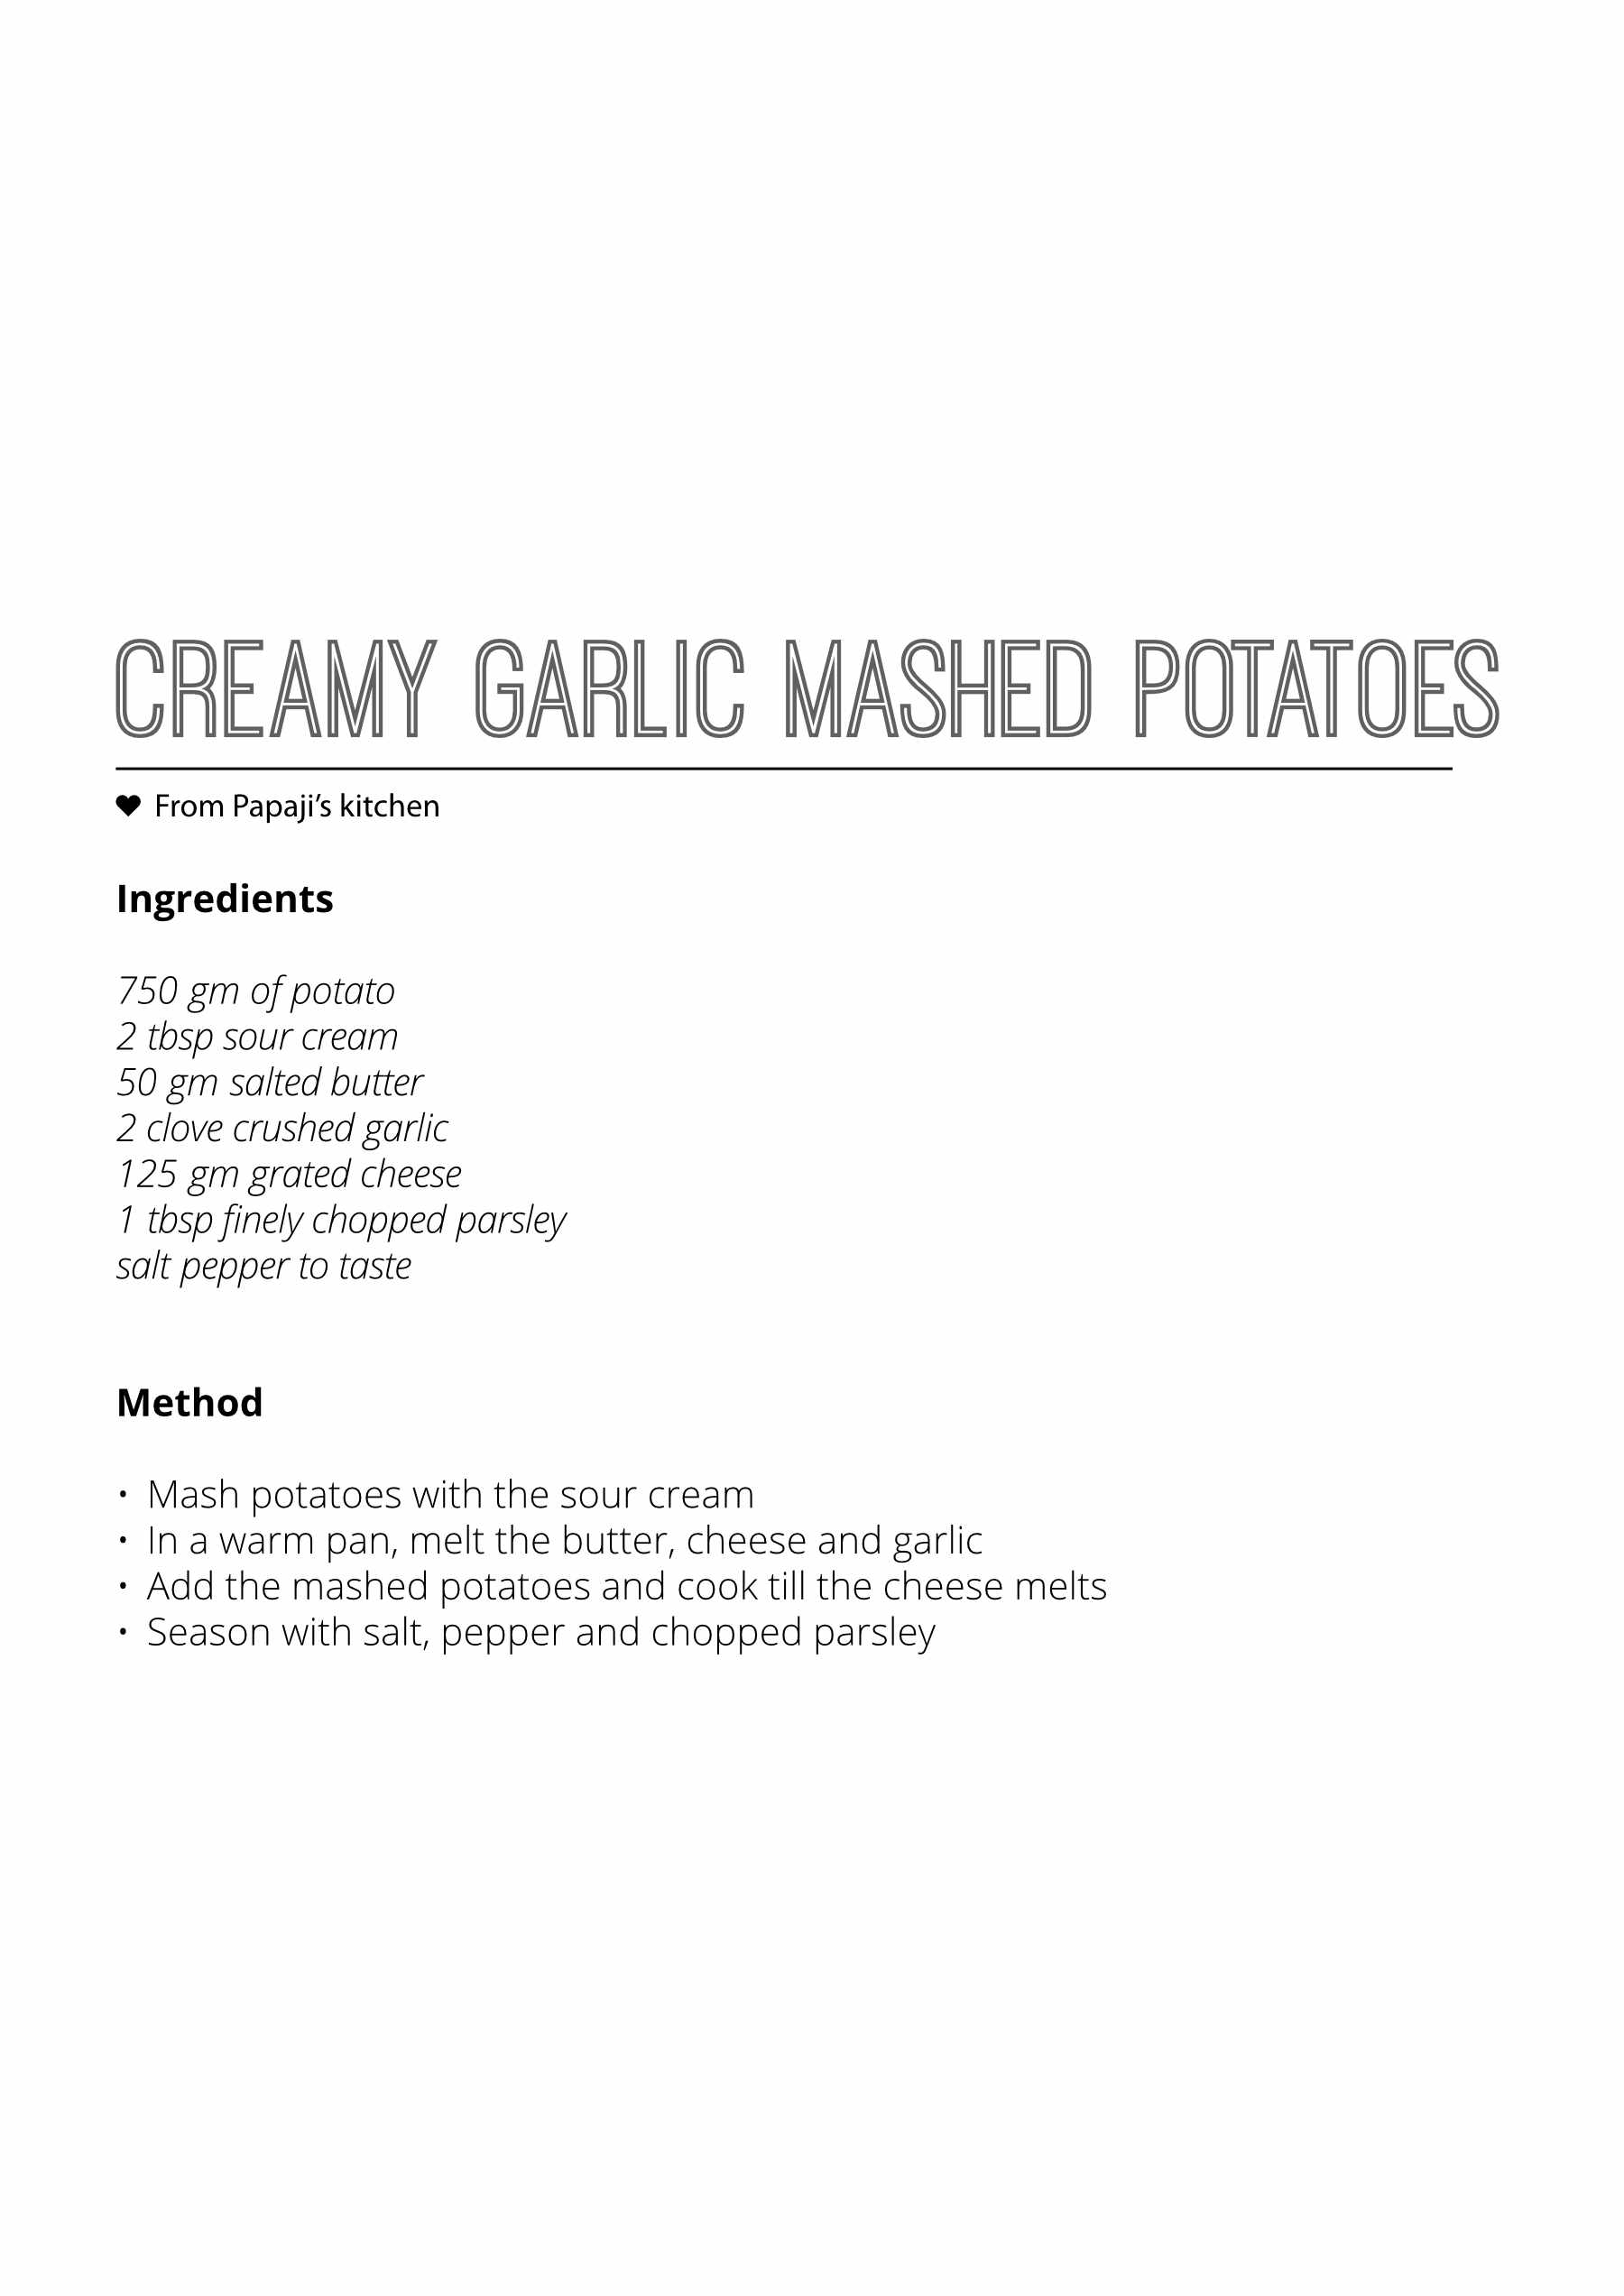 CREAMY GARLIC MASHED POTATOES
♥ From Papaji’s kitchen
Ingredients
750 gm of potato
2 tbsp sour cream
50 gm salted butter
2 clove crushed garlic
125 gm grated cheese
1 tbsp finely chopped parsley
salt pepper to taste
Method
• Mash potatoes with the sour cream
• In a warm pan, melt the butter, cheese and garlic
• Add the mashed potatoes and cook till the cheese melts
• Season with salt, pepper and chopped parsley